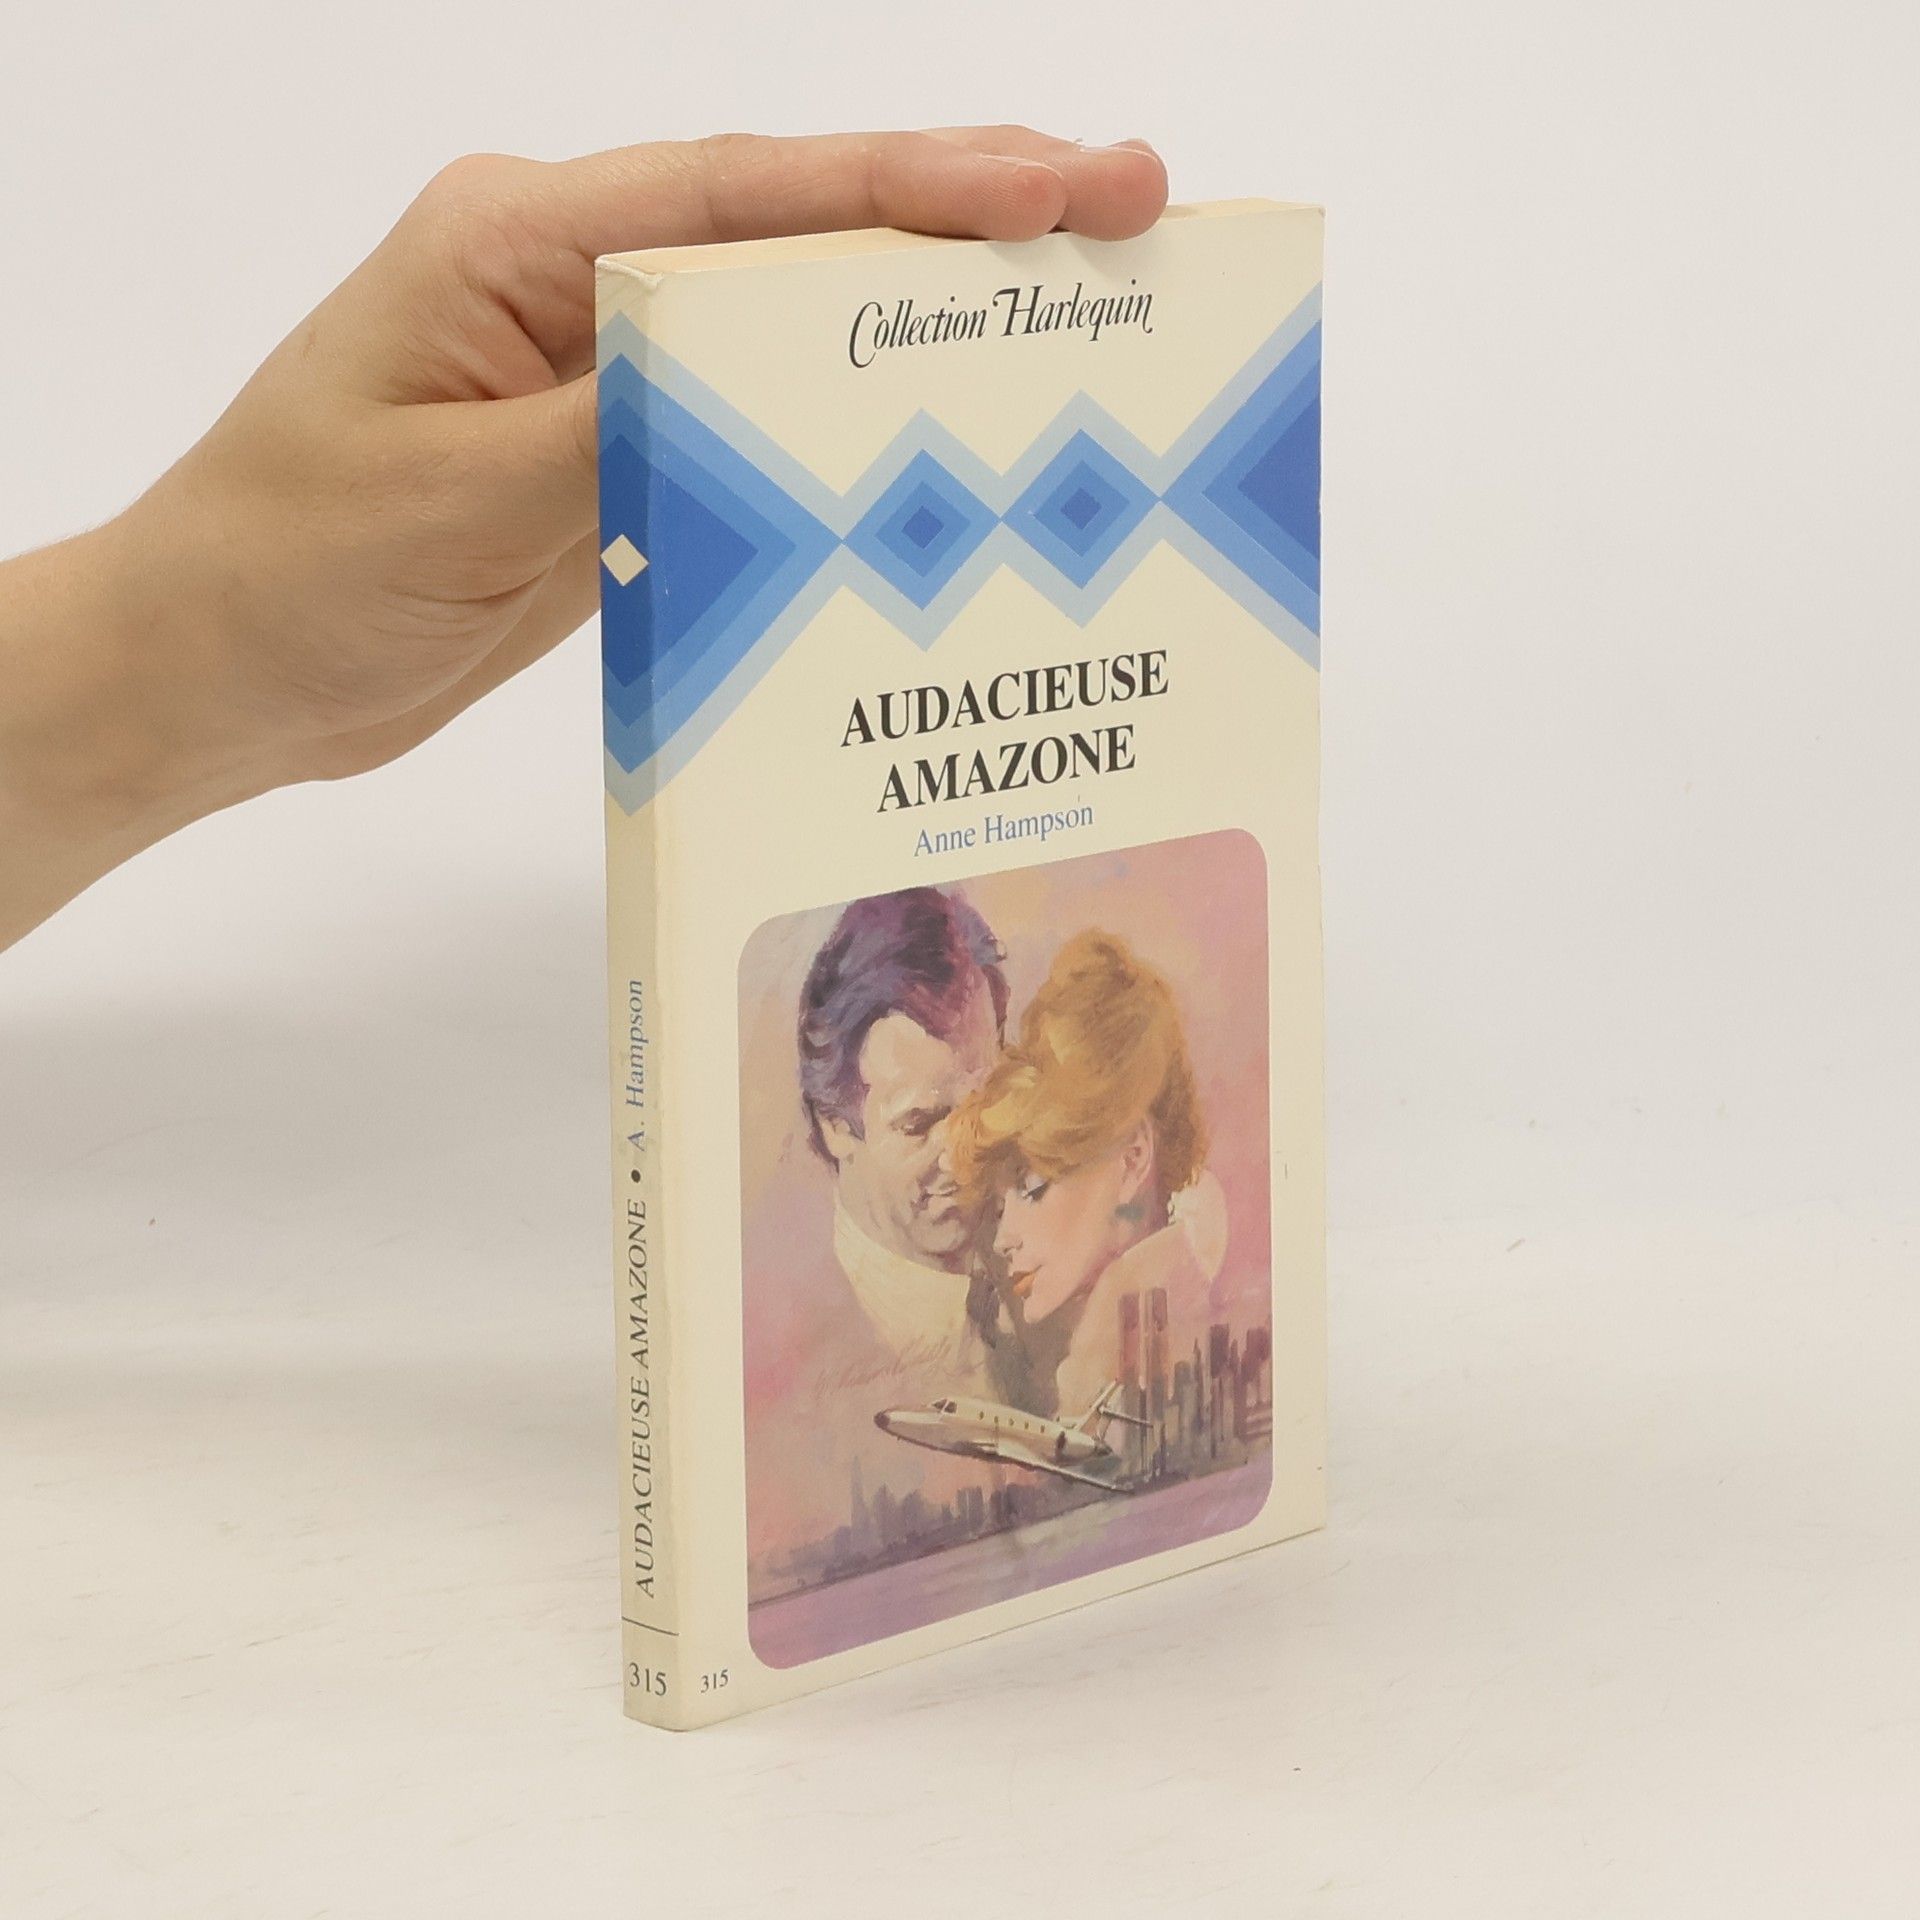 Collection Harlequin
AUDACIEUSE
AMAZONE
Anne Hampson
315
AUDACIEUSE AMAZONE • A. Hampson
315